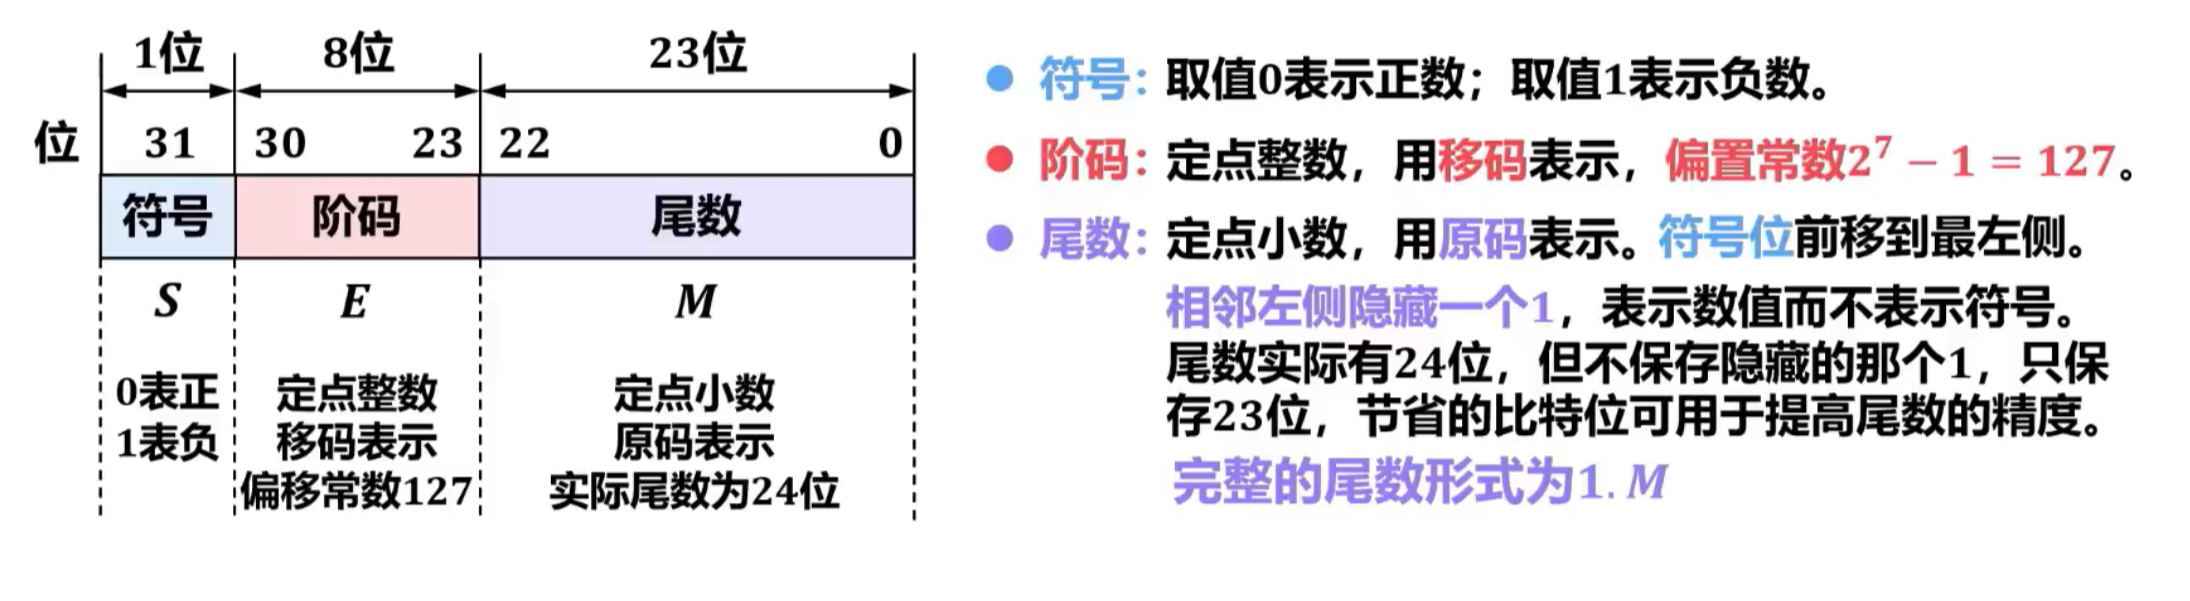 1位 8位 23位
位 31 30 23 22 0
符号 阶码 尾数
S E M
0表正 定点整数 定点小数
1表负 移码表示 原码表示
偏移常数127 实际尾数为24位
符号：取值0表示正数；取值1表示负数。
阶码：定点整数，用移码表示，偏置常数2⁷ − 1 = 127。
尾数：定点小数，用原码表示。符号位前移到最左侧。
相邻左侧隐藏一个1，表示数值而不表示符号。
尾数实际有24位，但不保存隐藏的那个1，只保
存23位，节省的比特位可用于提高尾数的精度。
完整的尾数形式为1.M